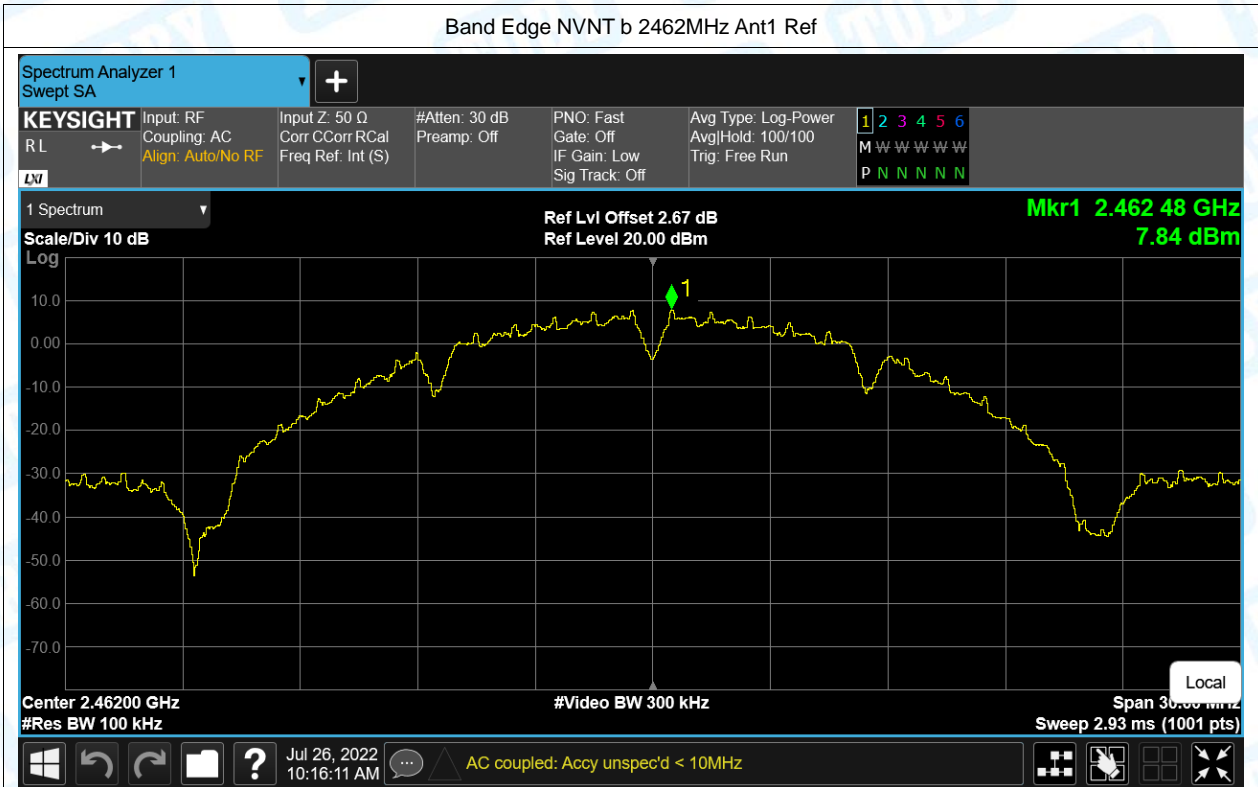 Band Edge NVNT b 2462MHz Ant1 Ref
Spectrum Analyzer 1
Swept SA
KEYSIGHT
RL
LXI
Input: RF
Coupling: AC
Align: Auto/No RF
Input Z: 50 Ω
Corr CCorr RCal
Freq Ref: Int (S)
#Atten: 30 dB
Preamp: Off
PNO: Fast
Gate: Off
IF Gain: Low
Sig Track: Off
Avg Type: Log-Power
Avg|Hold: 100/100
Trig: Free Run
1 2 3 4 5 6
M W W W W W
P N N N N N
1 Spectrum
Scale/Div 10 dB
Ref Lvl Offset 2.67 dB
Ref Level 20.00 dBm
Mkr1 2.462 48 GHz
7.84 dBm
Log
1
10.0
0.00
-10.0
-20.0
-30.0
-40.0
-50.0
-60.0
-70.0
Local
Center 2.46200 GHz
#Video BW 300 kHz
Span 30.00 MHz
#Res BW 100 kHz
Sweep 2.93 ms (1001 pts)
?
Jul 26, 2022
10:16:11 AM
AC coupled: Accy unspec'd < 10MHz